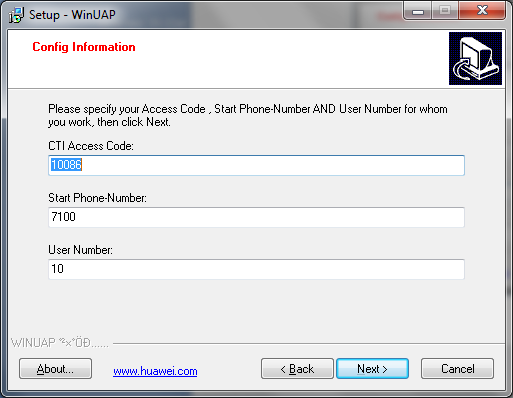 Setup - WinUAP
Config Information
Please specify your Access Code , Start Phone-Number AND User Number for whom
you work, then click Next.
CTI Access Code:
10086
Start Phone-Number:
7100
User Number:
10
WINUAP
About...
www.huawei.com
< Back
Next >
Cancel